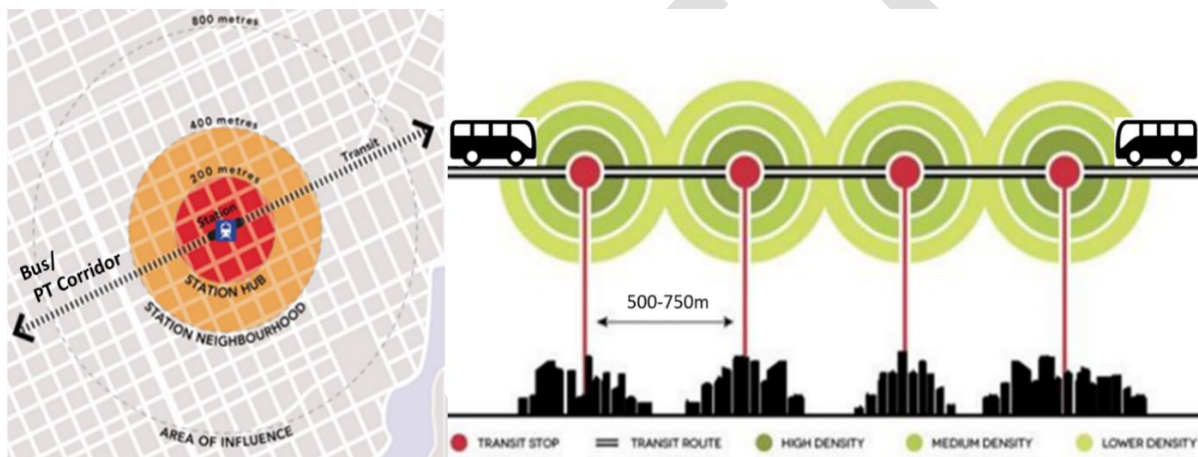 800 metres
400 metres
200 metres
Transit
Station
Bus/
PT Corridor
STATION HUB
STATION NEIGHBOURHOOD
AREA OF INFLUENCE
500-750m
TRANSIT STOP
TRANSIT ROUTE
HIGH DENSITY
MEDIUM DENSITY
LOWER DENSITY